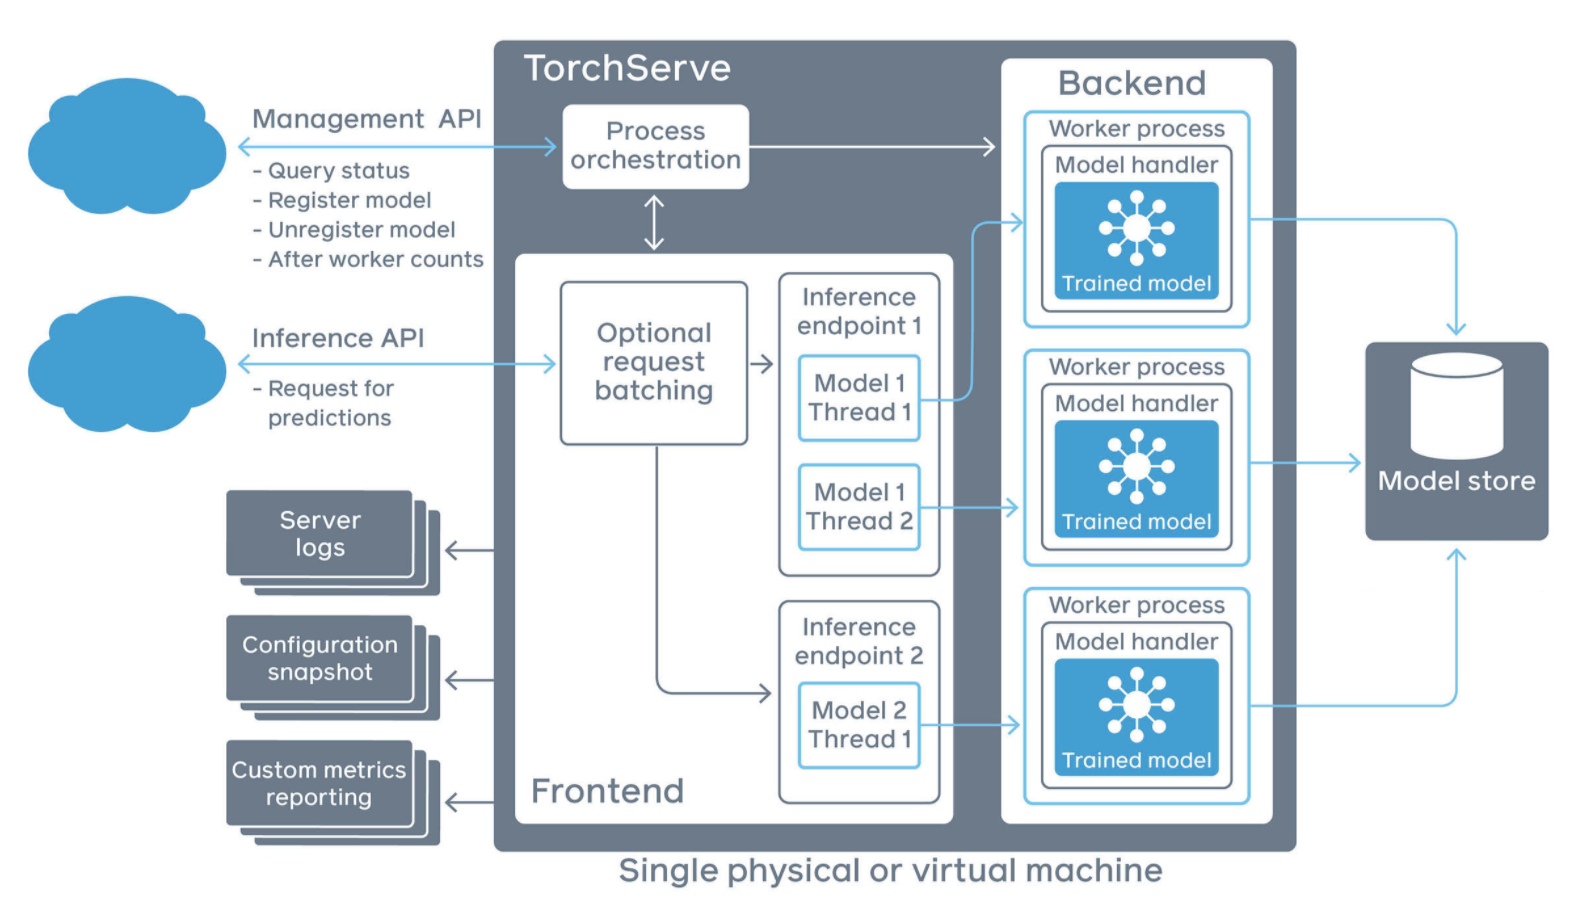 TorchServe
Management API
- Query status
- Register model
- Unregister model
- After worker counts
Process
orchestration
Inference API
- Request for
predictions
Optional
request
batching
Inference
endpoint 1
Model 1
Thread 1
Model 1
Thread 2
Inference
endpoint 2
Model 2
Thread 1
Frontend
Backend
Worker process
Model handler
Trained model
Worker process
Model handler
Trained model
Worker process
Model handler
Trained model
Model store
Server
logs
Configuration
snapshot
Custom metrics
reporting
Single physical or virtual machine